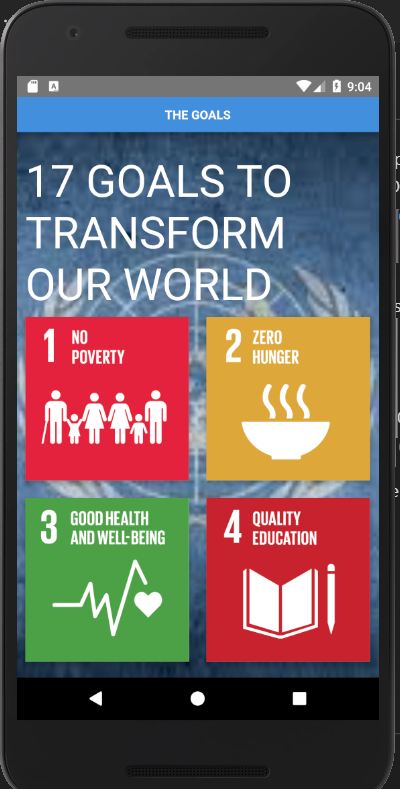 A
9:04
THE GOALS
17 GOALS TO
TRANSFORM
OUR WORLD
1 NO
POVERTY
2 ZERO
HUNGER
3 GOOD HEALTH
AND WELL-BEING
4 QUALITY
EDUCATION